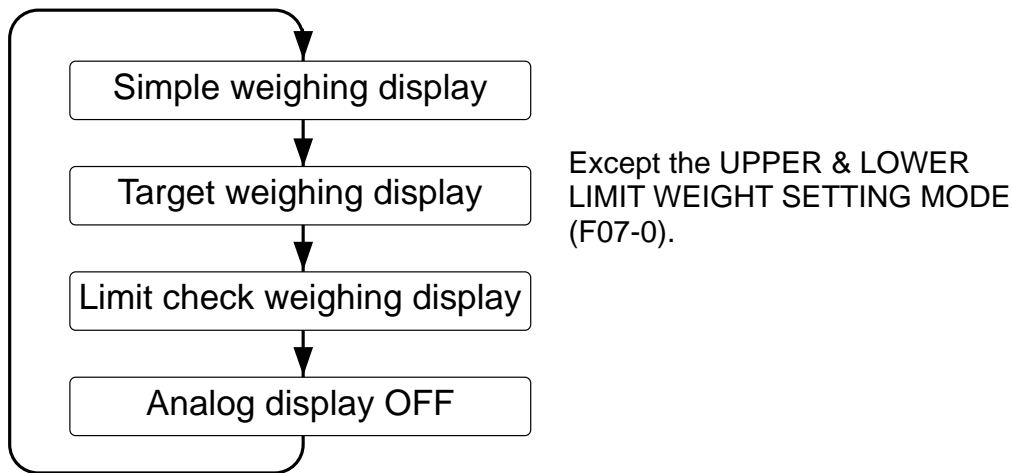 Simple weighing display
Target weighing display
Except the UPPER & LOWER
LIMIT WEIGHT SETTING MODE
(F07-0).
Limit check weighing display
Analog display OFF